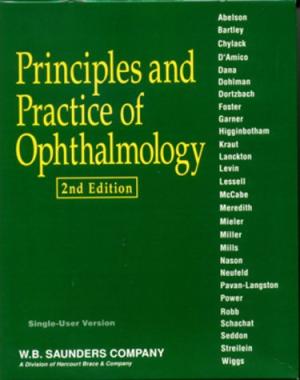 Principles and
Practice of
Ophthalmology
2nd Edition
Abelson
Bartley
Chylack
D'Amico
Dana
Dohlman
Dortzbach
Foster
Garner
Higginbotham
Kraut
Lanckton
Levin
Lessell
McCabe
Meredith
Mieler
Miller
Mills
Nason
Neufeld
Pavan-Langston
Power
Robb
Schachat
Seddon
Streilein
Wiggs
Single-User Version
W.B. SAUNDERS COMPANY
A Division of Harcourt Brace & Company